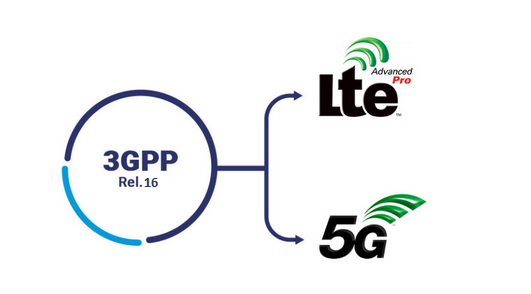 3GPP
Rel.16
Advanced
Pro
Lte
TM
5G